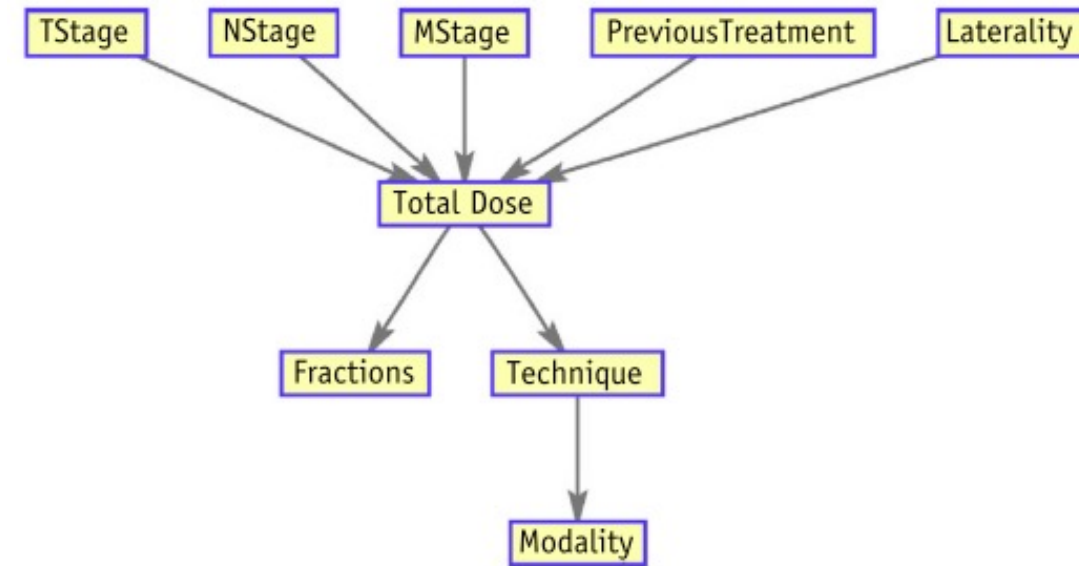 TStage
NStage
MStage
PreviousTreatment
Laterality
Total Dose
Fractions
Technique
Modality